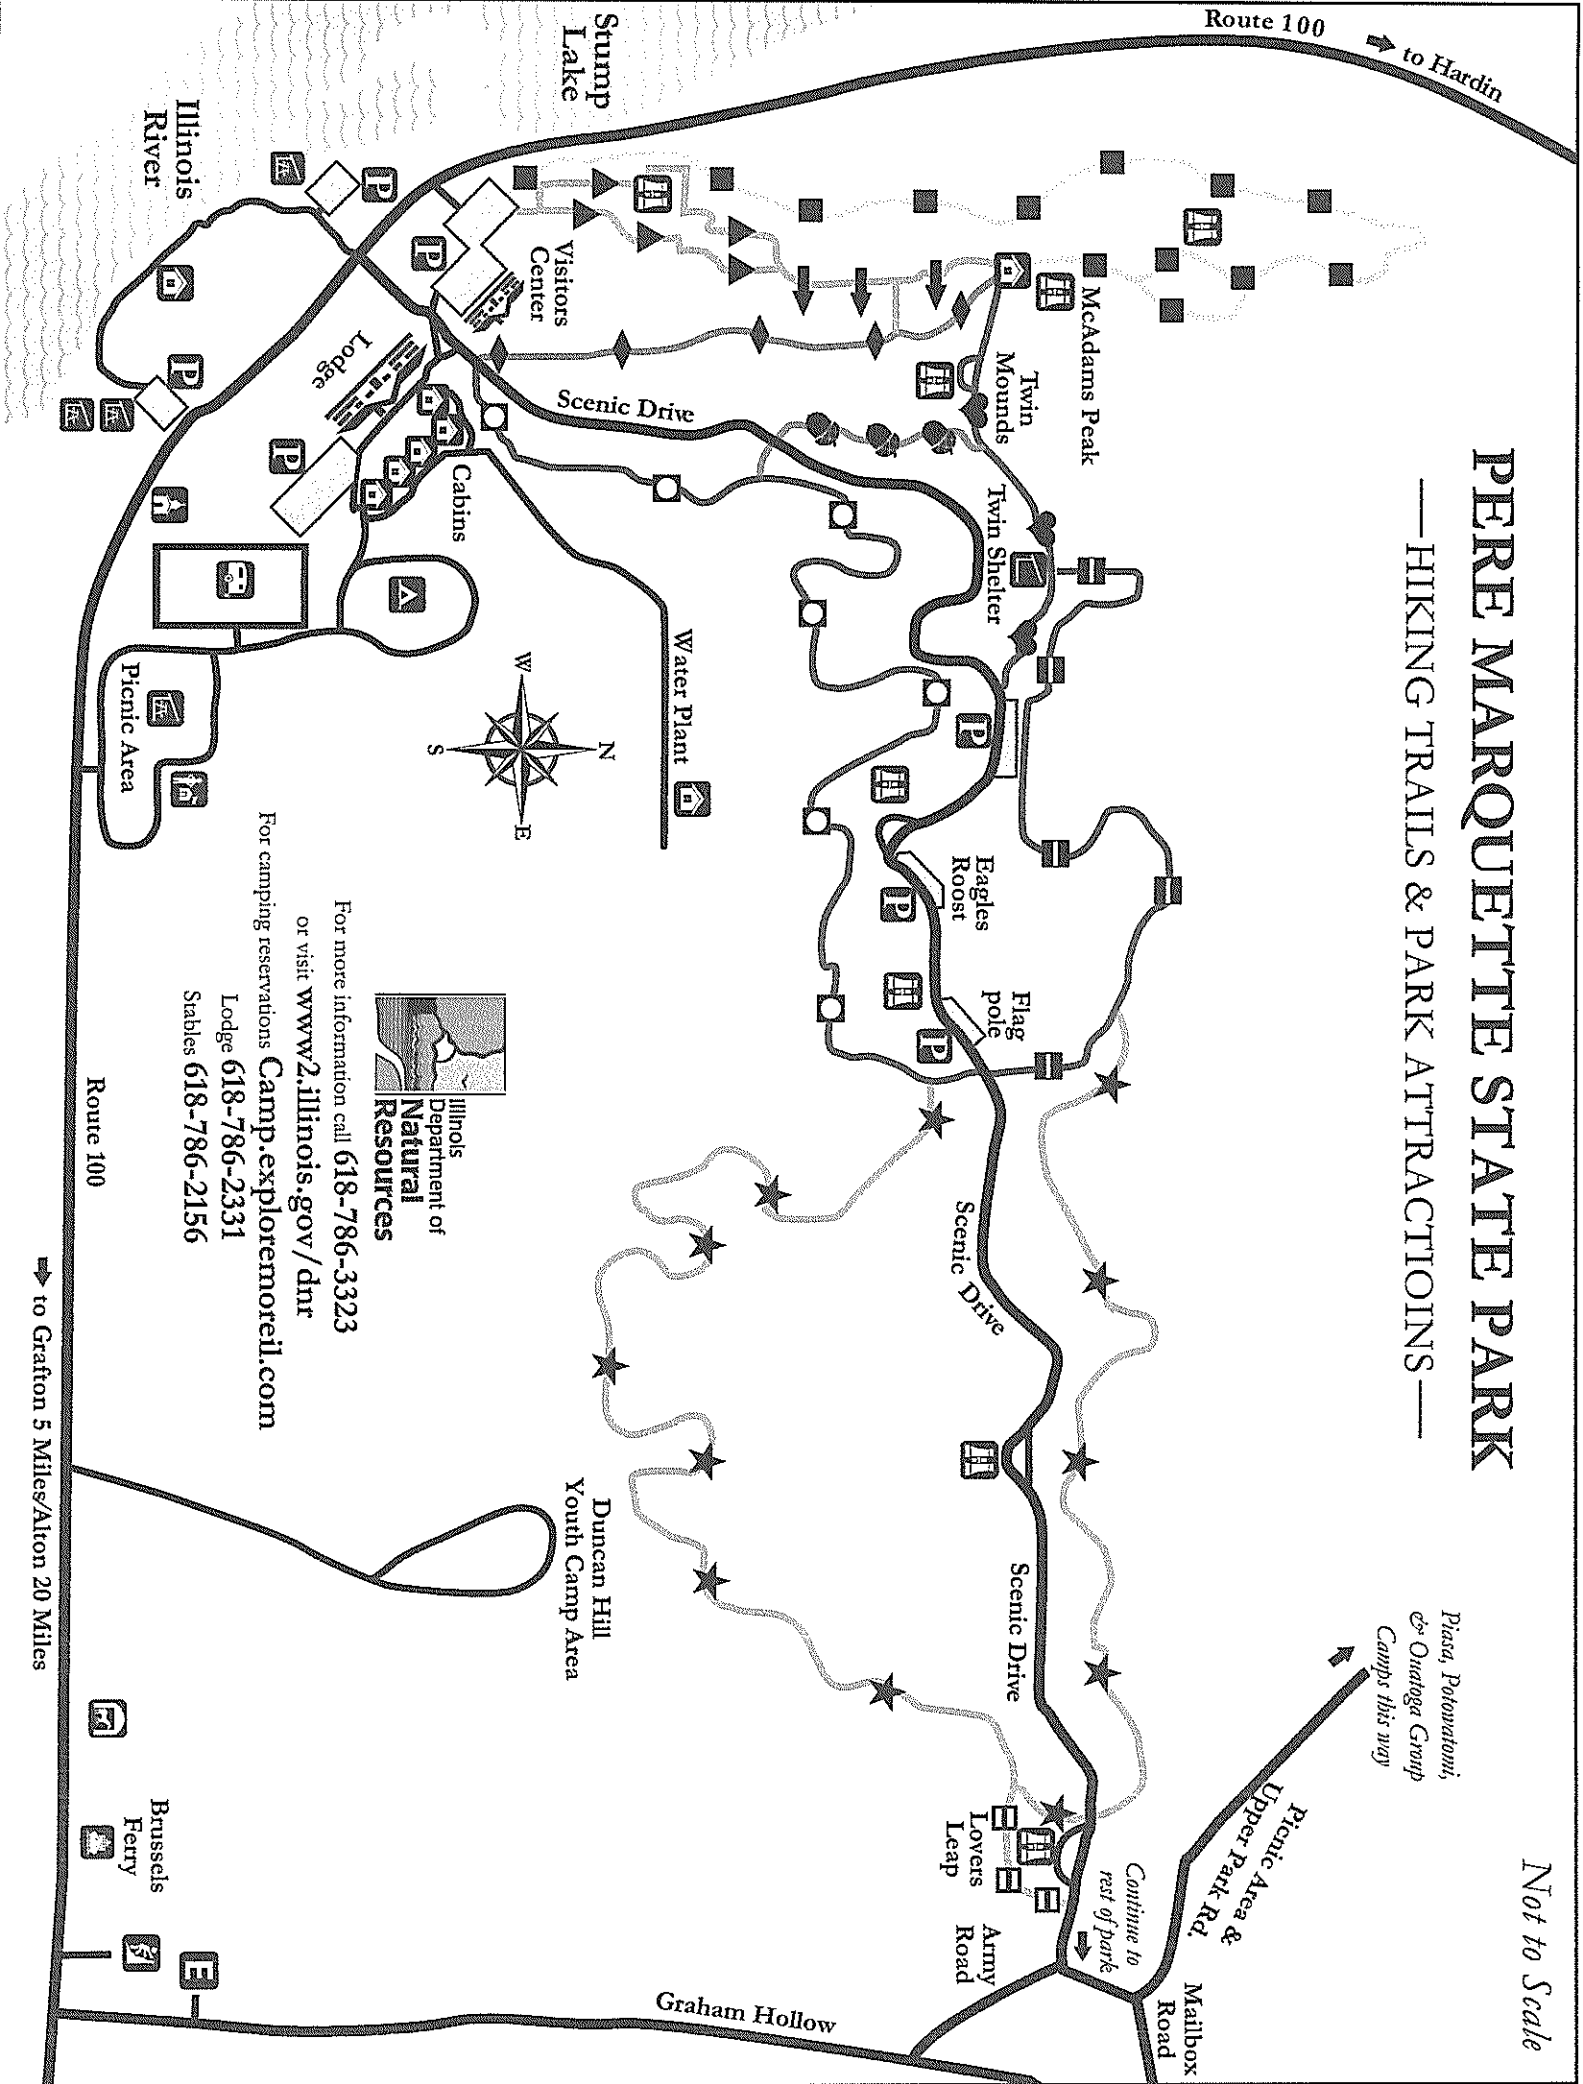 PERE MARQUETTE STATE PARK
—HIKING TRAILS & PARK ATTRACTIOINS—
Not to Scale
Route 100
to Hardin
Piasa, Potowatomi,
& Onatoga Group
Camps this way
Picnic Area &
Upper Park Rd.
Mailbox
Road
Continue to
rest of park
Army
Road
Lovers
Leap
McAdams Peak
Twin
Mounds
Twin Shelter
P
Eagles
Roost
P
Flag
pole
P
Scenic Drive
Scenic Drive
Scenic Drive
Stump
Lake
Visitors
Center
P
Illinois
River
P
P
Lodge
P
Cabins
Water Plant
N
W
E
S
Picnic Area
Illinois
Department of
Natural
Resources
For more information call 618-786-3323
or visit www2.illinois.gov/dnr
For camping reservations Camp.exploremoreil.com
Lodge 618-786-2331
Stables 618-786-2156
Duncan Hill
Youth Camp Area
Graham Hollow
Brussels
Ferry
E
Route 100
to Grafton 5 Miles/Alton 20 Miles